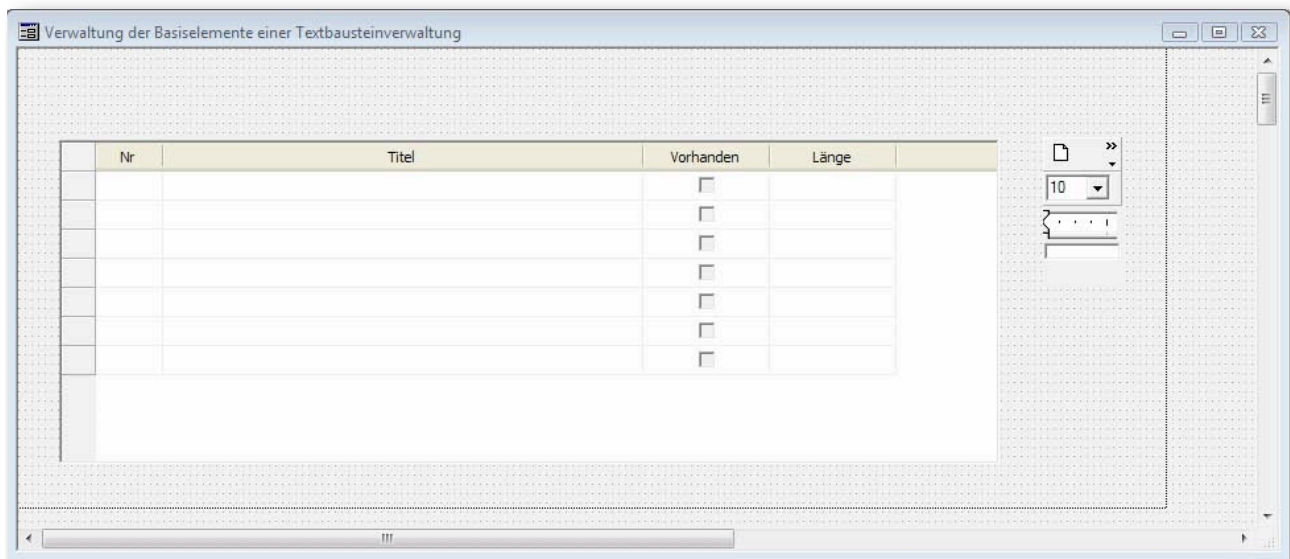 Verwaltung der Basiselemente einer Textbausteinverwaltung
Nr Titel Vorhanden Länge
10